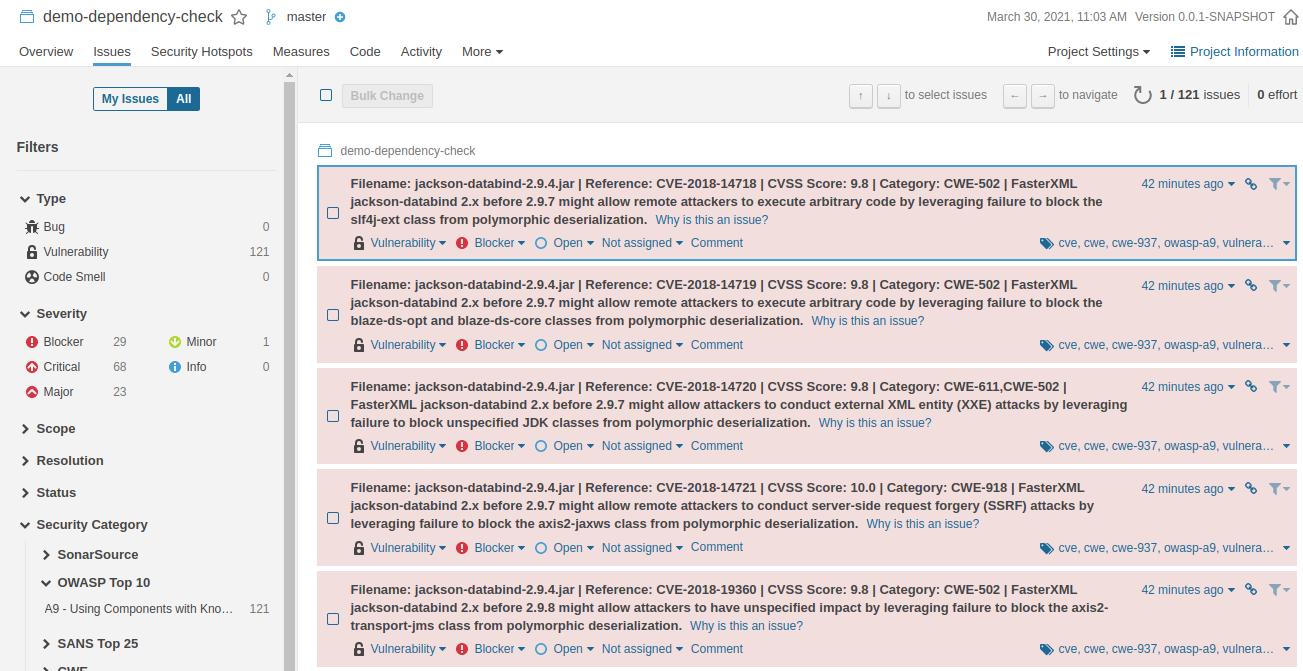 demo-dependency-check master March 30, 2021, 11:03 AM Version 0.0.1-SNAPSHOT
Overview Issues Security Hotspots Measures Code Activity More Project Settings Project Information
My Issues All
Bulk Change ↑ ↓ to select issues ← → to navigate 1 / 121 issues 0 effort
Filters
Type
Bug 0
Vulnerability 121
Code Smell 0
Severity
Blocker 29 Minor 1
Critical 68 Info 0
Major 23
Scope
Resolution
Status
Security Category
SonarSource
OWASP Top 10
A9 - Using Components with Kno… 121
SANS Top 25
CWE
demo-dependency-check
Filename: jackson-databind-2.9.4.jar | Reference: CVE-2018-14718 | CVSS Score: 9.8 | Category: CWE-502 | FasterXML 42 minutes ago
jackson-databind 2.x before 2.9.7 might allow remote attackers to execute arbitrary code by leveraging failure to block the
slf4j-ext class from polymorphic deserialization. Why is this an issue?
Vulnerability Blocker Open Not assigned Comment cve, cwe, cwe-937, owasp-a9, vulnera…
Filename: jackson-databind-2.9.4.jar | Reference: CVE-2018-14719 | CVSS Score: 9.8 | Category: CWE-502 | FasterXML 42 minutes ago
jackson-databind 2.x before 2.9.7 might allow remote attackers to execute arbitrary code by leveraging failure to block the
blaze-ds-opt and blaze-ds-core classes from polymorphic deserialization. Why is this an issue?
Vulnerability Blocker Open Not assigned Comment cve, cwe, cwe-937, owasp-a9, vulnera…
Filename: jackson-databind-2.9.4.jar | Reference: CVE-2018-14720 | CVSS Score: 9.8 | Category: CWE-611,CWE-502 | 42 minutes ago
FasterXML jackson-databind 2.x before 2.9.7 might allow attackers to conduct external XML entity (XXE) attacks by leveraging
failure to block unspecified JDK classes from polymorphic deserialization. Why is this an issue?
Vulnerability Blocker Open Not assigned Comment cve, cwe, cwe-937, owasp-a9, vulnera…
Filename: jackson-databind-2.9.4.jar | Reference: CVE-2018-14721 | CVSS Score: 10.0 | Category: CWE-918 | FasterXML 42 minutes ago
jackson-databind 2.x before 2.9.7 might allow remote attackers to conduct server-side request forgery (SSRF) attacks by
leveraging failure to block the axis2-jaxws class from polymorphic deserialization. Why is this an issue?
Vulnerability Blocker Open Not assigned Comment cve, cwe, cwe-937, owasp-a9, vulnera…
Filename: jackson-databind-2.9.4.jar | Reference: CVE-2018-19360 | CVSS Score: 9.8 | Category: CWE-502 | FasterXML 42 minutes ago
jackson-databind 2.x before 2.9.8 might allow attackers to have unspecified impact by leveraging failure to block the axis2-
transport-jms class from polymorphic deserialization. Why is this an issue?
Vulnerability Blocker Open Not assigned Comment cve, cwe, cwe-937, owasp-a9, vulnera…